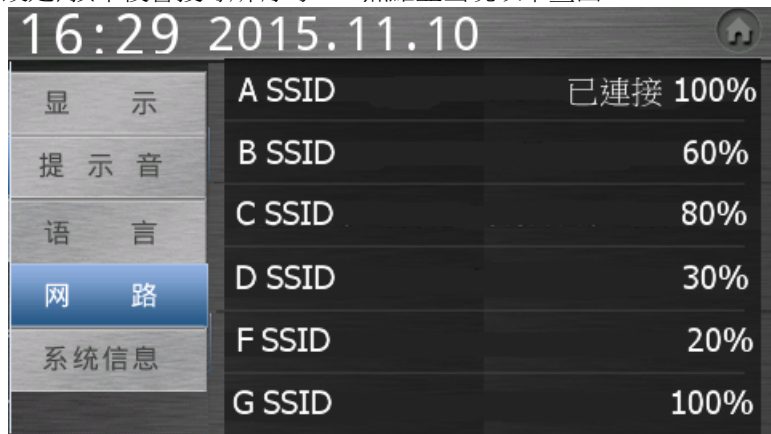 16:29 2015.11.10
显 示
提 示 音
语 言
网 路
系统信息
A SSID 已連接 100%
B SSID 60%
C SSID 80%
D SSID 30%
F SSID 20%
G SSID 100%